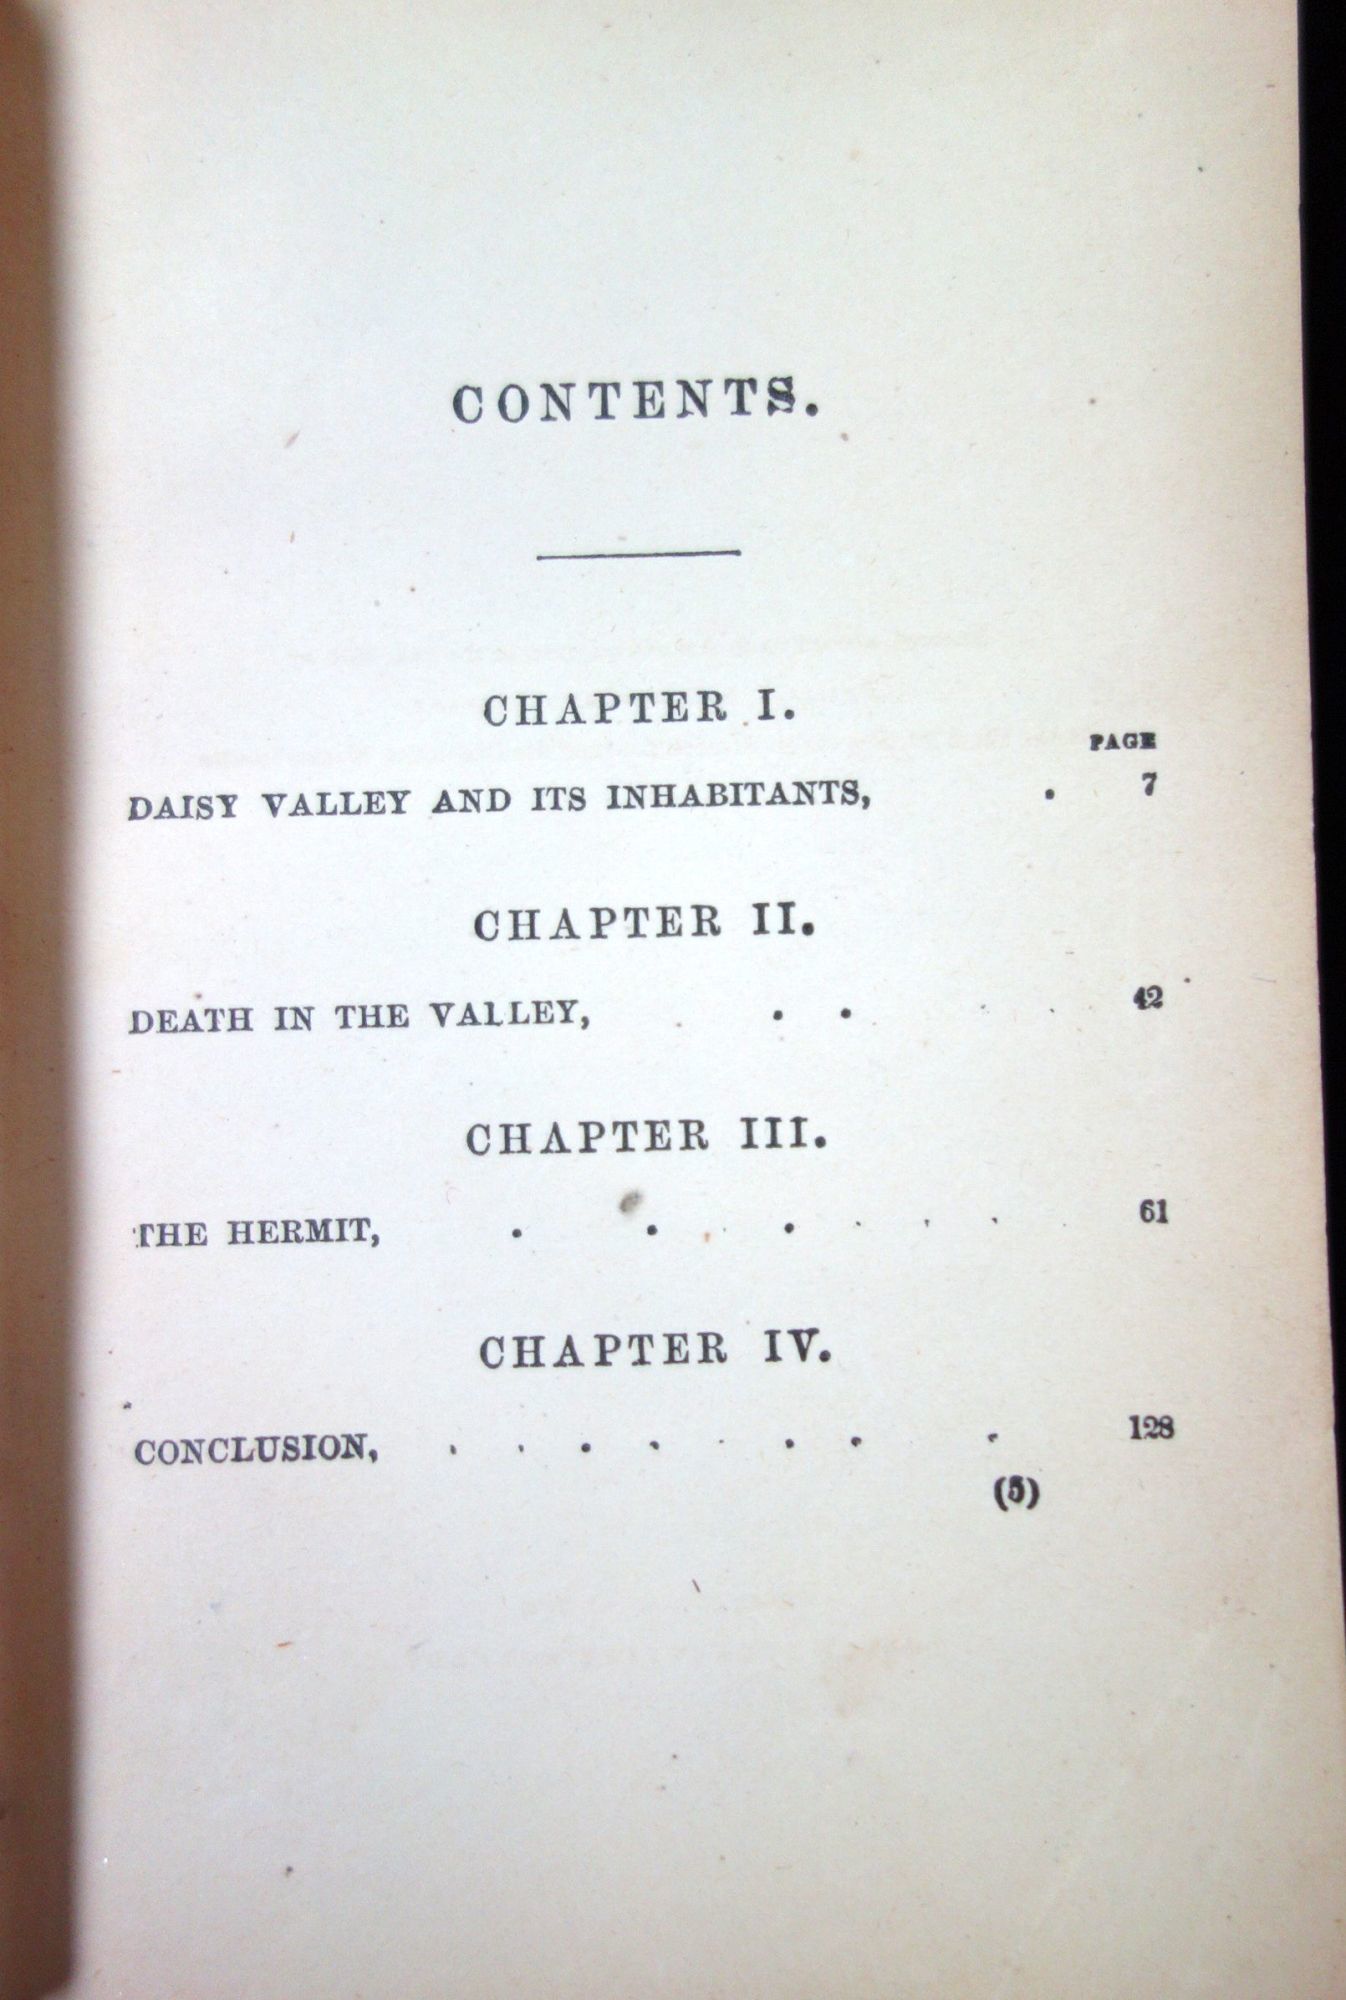 CONTENTS.
CHAPTER I.
PAGE
DAISY VALLEY AND ITS INHABITANTS, . 7
CHAPTER II.
DEATH IN THE VALLEY, . . 42
CHAPTER III.
THE HERMIT, . . . . . . 61
CHAPTER IV.
CONCLUSION, . . . . . . . . 128
(5)